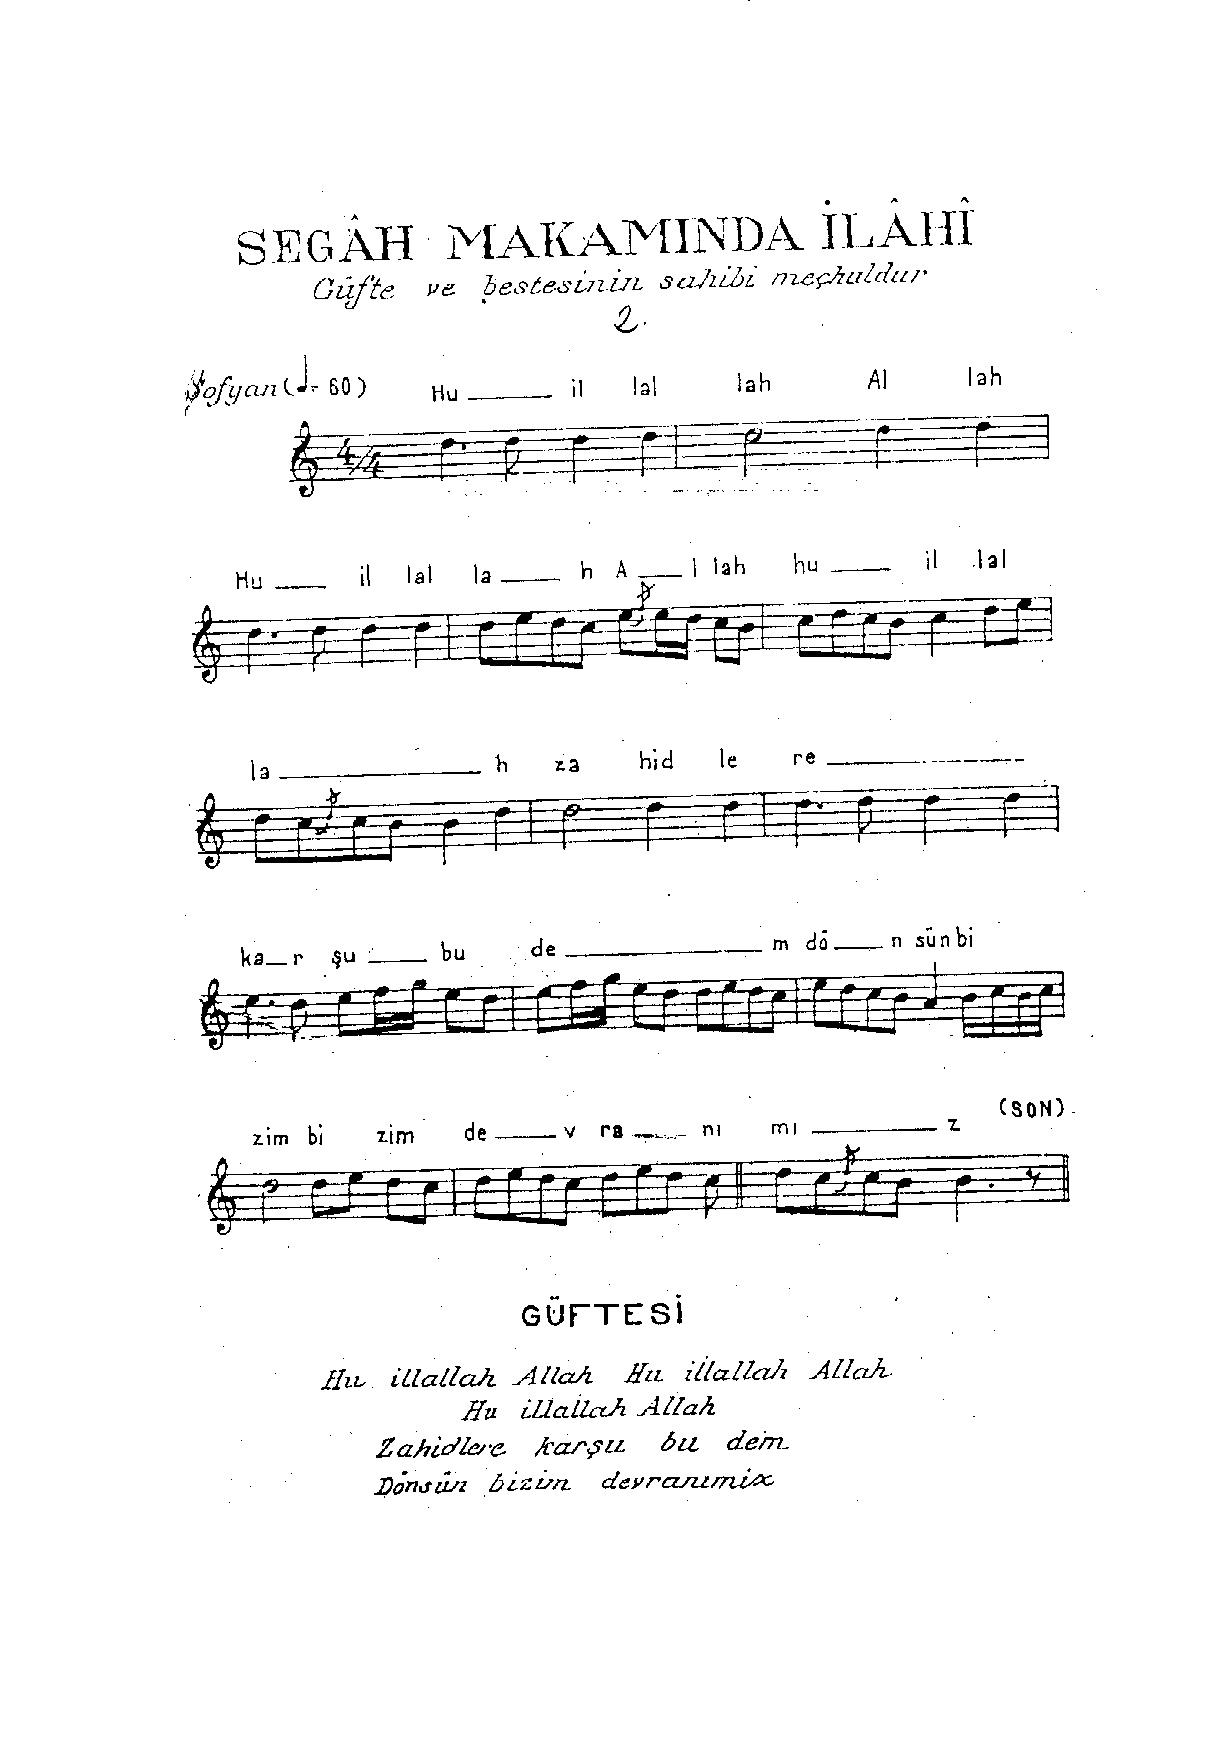 SEGÂH MAKAMINDA İLÂHÎ
Güfte ve bestesinin sahibi meçhuldur
2.
Sofyan (♩= 60) Hu ___ il lal lah Al lah
4/4
Hu ___ il lal la ___ h A ___ l lah hu ___ il lal
la ___ h za hid le re ___
ka_r şu ___ bu de ___ m dö ___ n sün bi
zim bi zim de ___ v ra ___ nı mı ___ z (SON)
GÜFTESİ
Hu illallah Allah Hu illallah Allah
Hu illallah Allah
Zahidlere karşu bu dem
Dönsün bizim devranımız